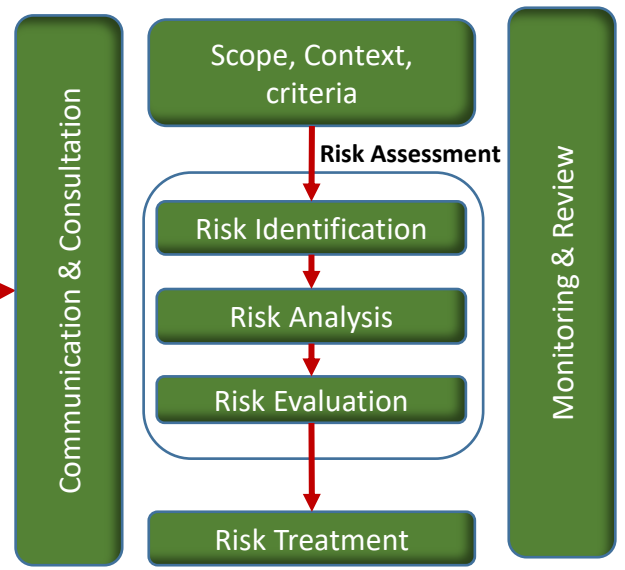 Communication & Consultation
Scope, Context,
criteria
Risk Assessment
Risk Identification
Risk Analysis
Risk Evaluation
Risk Treatment
Monitoring & Review